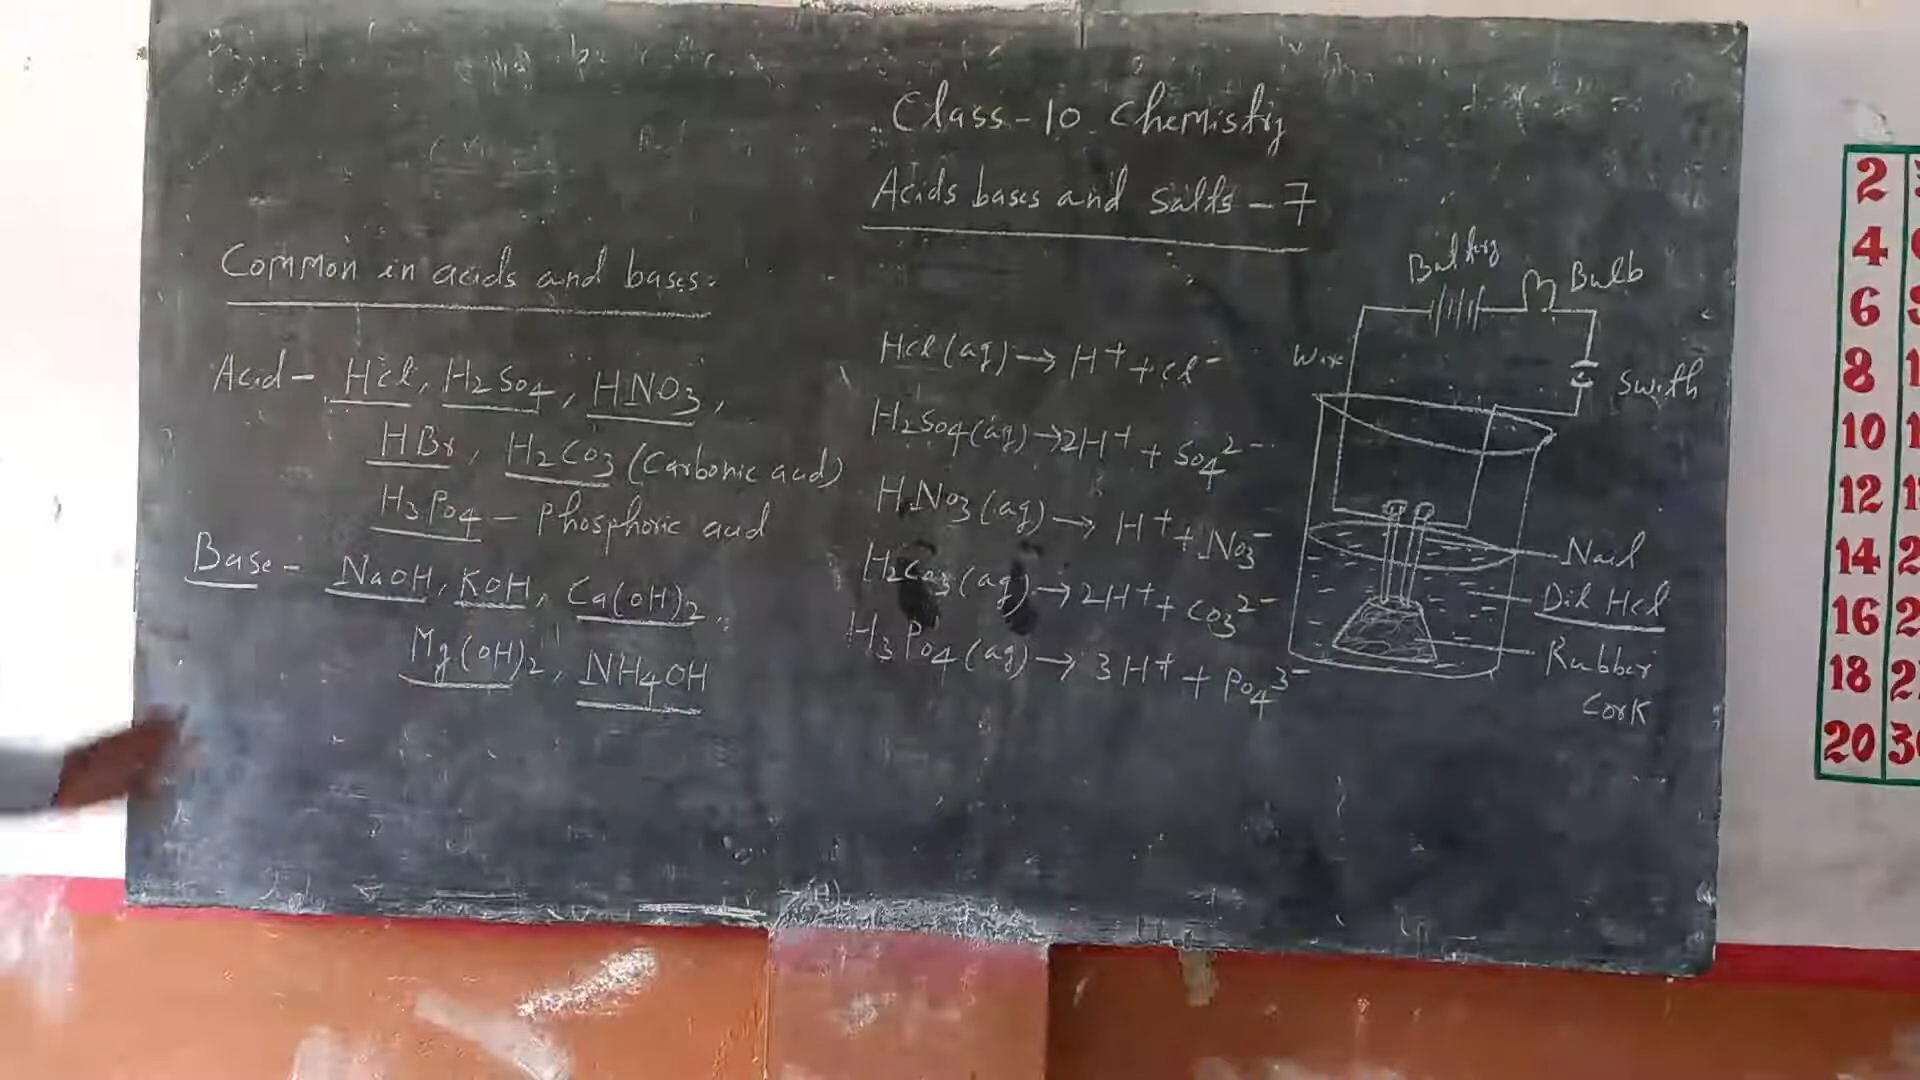 Class-10 Chemistry
Acids bases and salts-7
Common in acids and bases:
Acid - HCl, H2SO4, HNO3,
HBr, H2CO3 (Carbonic acid)
H3PO4 - Phosphoric acid
Base - NaOH, KOH, Ca(OH)2,
Mg(OH)2, NH4OH
HCl(aq) → H+ + Cl-
H2SO4(aq) → 2H+ + SO4 2-
HNO3(aq) → H+ + NO3-
H2CO3(aq) → 2H+ + CO3 2-
H3PO4(aq) → 3H+ + PO4 3-
Battery
Bulb
Wire
Swith
Nail
Dil HCl
Rubber
Cork
2
4
6
8
10
12
14
16
18
20